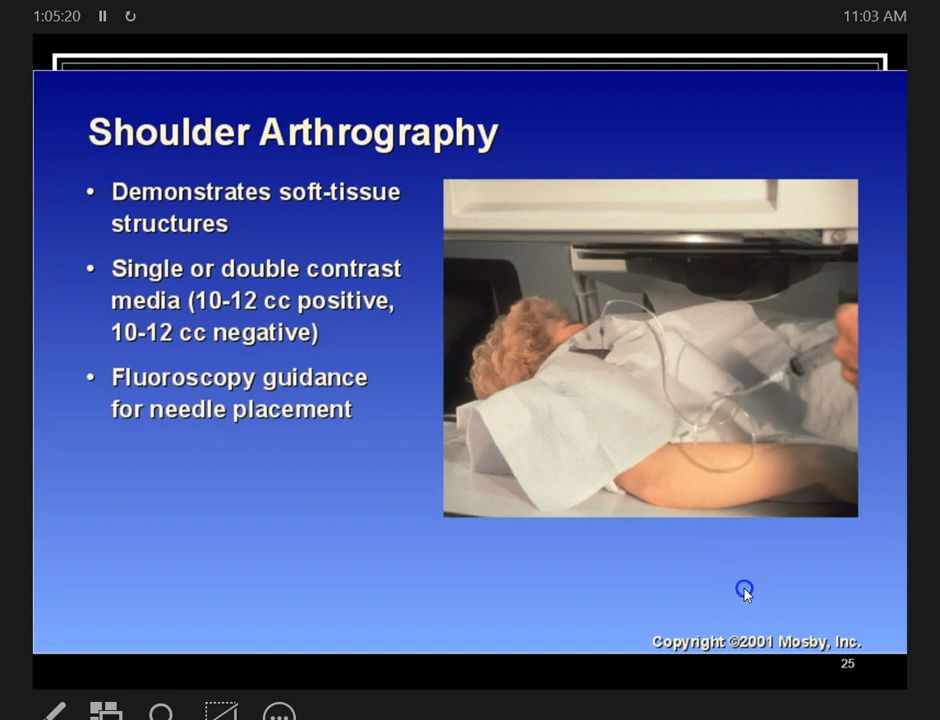 1:05:20
11:03 AM
Shoulder Arthrography
• Demonstrates soft-tissue
structures
• Single or double contrast
media (10-12 cc positive,
10-12 cc negative)
• Fluoroscopy guidance
for needle placement
Copyright ©2001 Mosby, Inc.
25